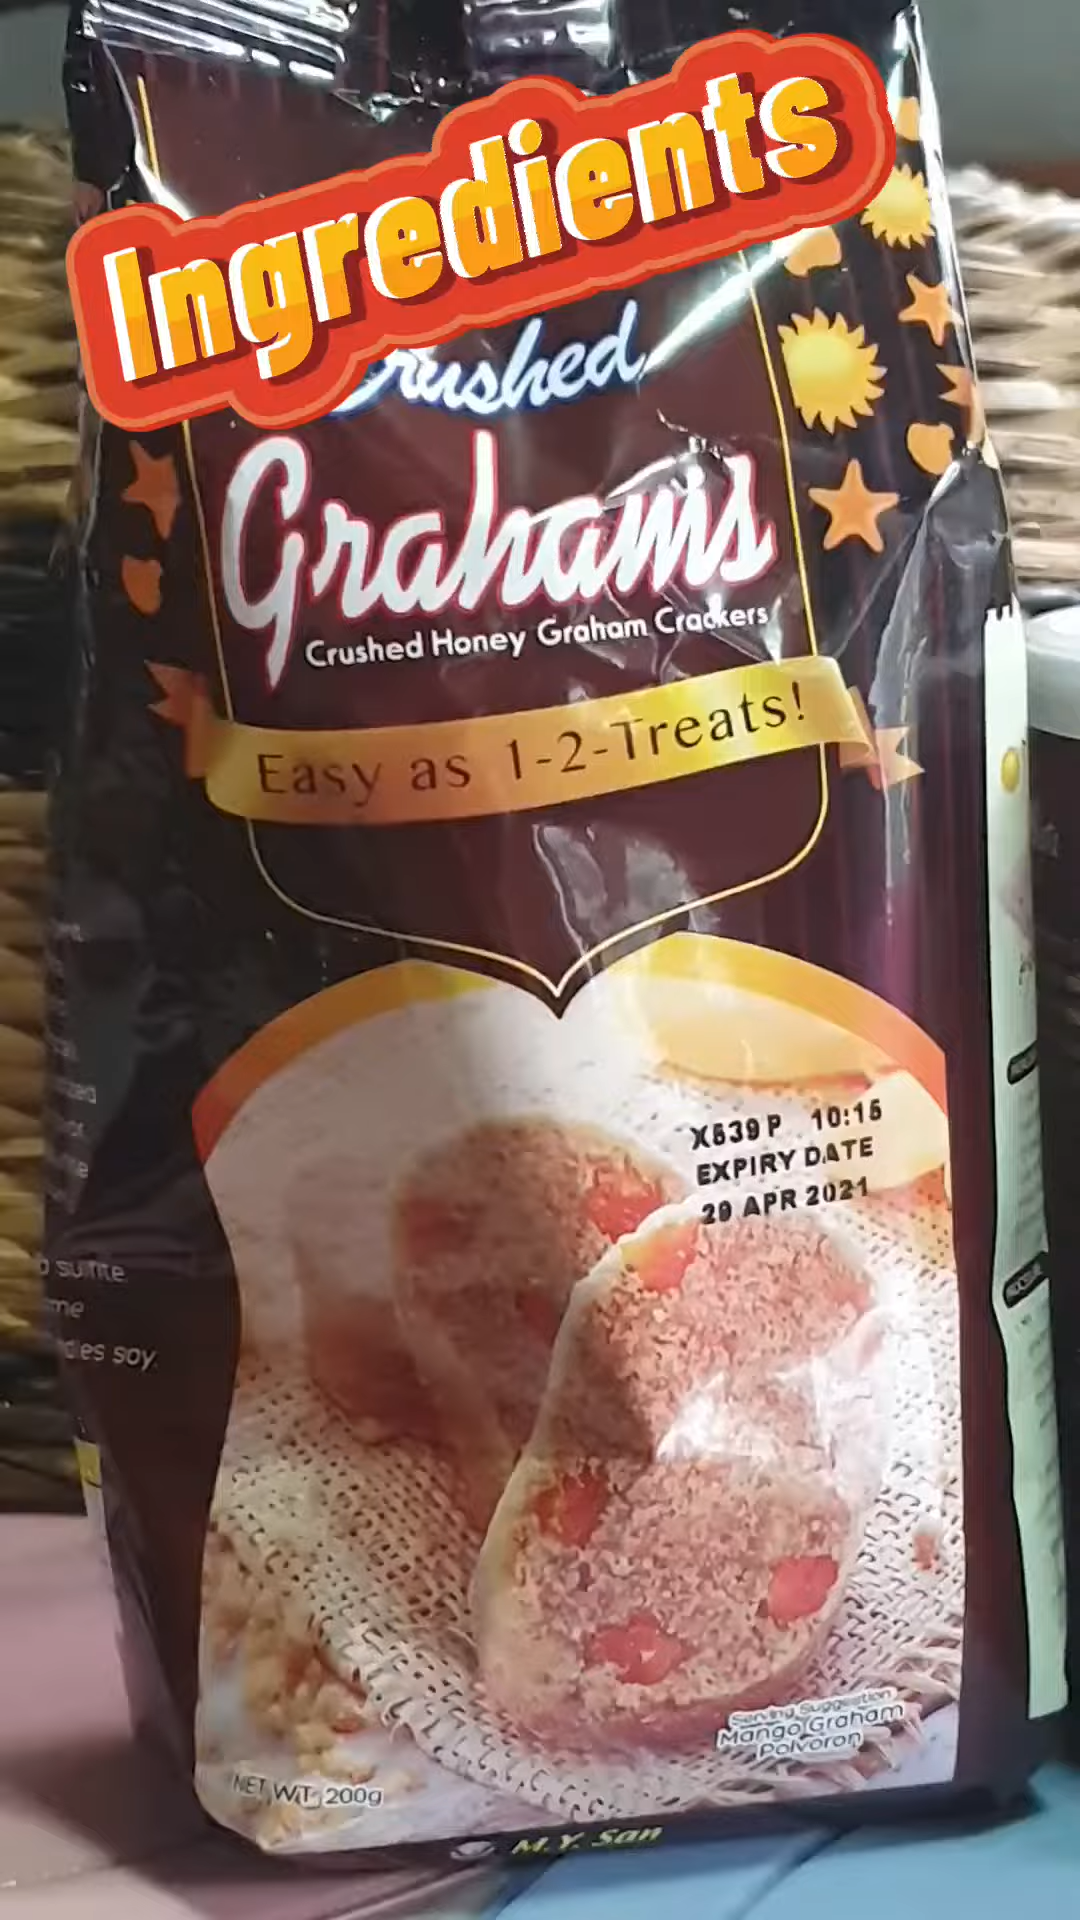 Ingredients
Crushed
Grahams
Crushed Honey Graham Crackers
Easy as 1-2-Treats!
X539 P 10:15
EXPIRY DATE
29 APR 2021
sulfite
soy.
Serving Suggestion
Mango Graham
Polvoron
NET WT. 200g
M.Y. San